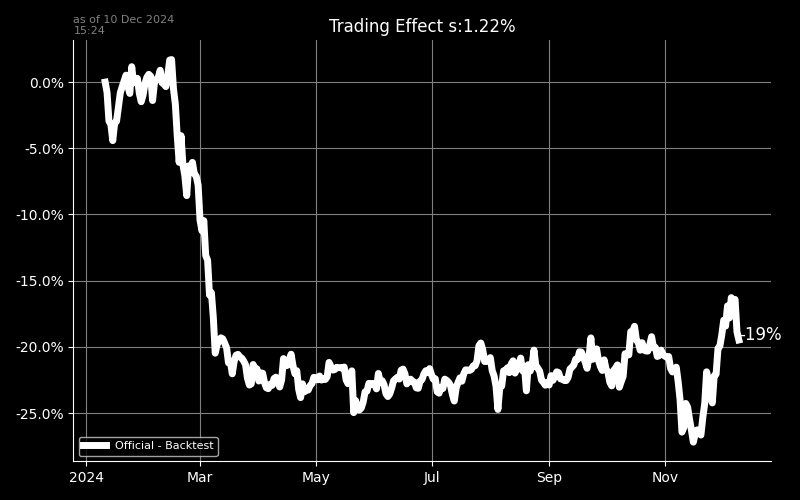 as of 10 Dec 2024
15:24
Trading Effect s:1.22%
0.0%
-5.0%
-10.0%
-15.0%
-20.0%
-25.0%
-19%
Official - Backtest
2024 Mar May Jul Sep Nov